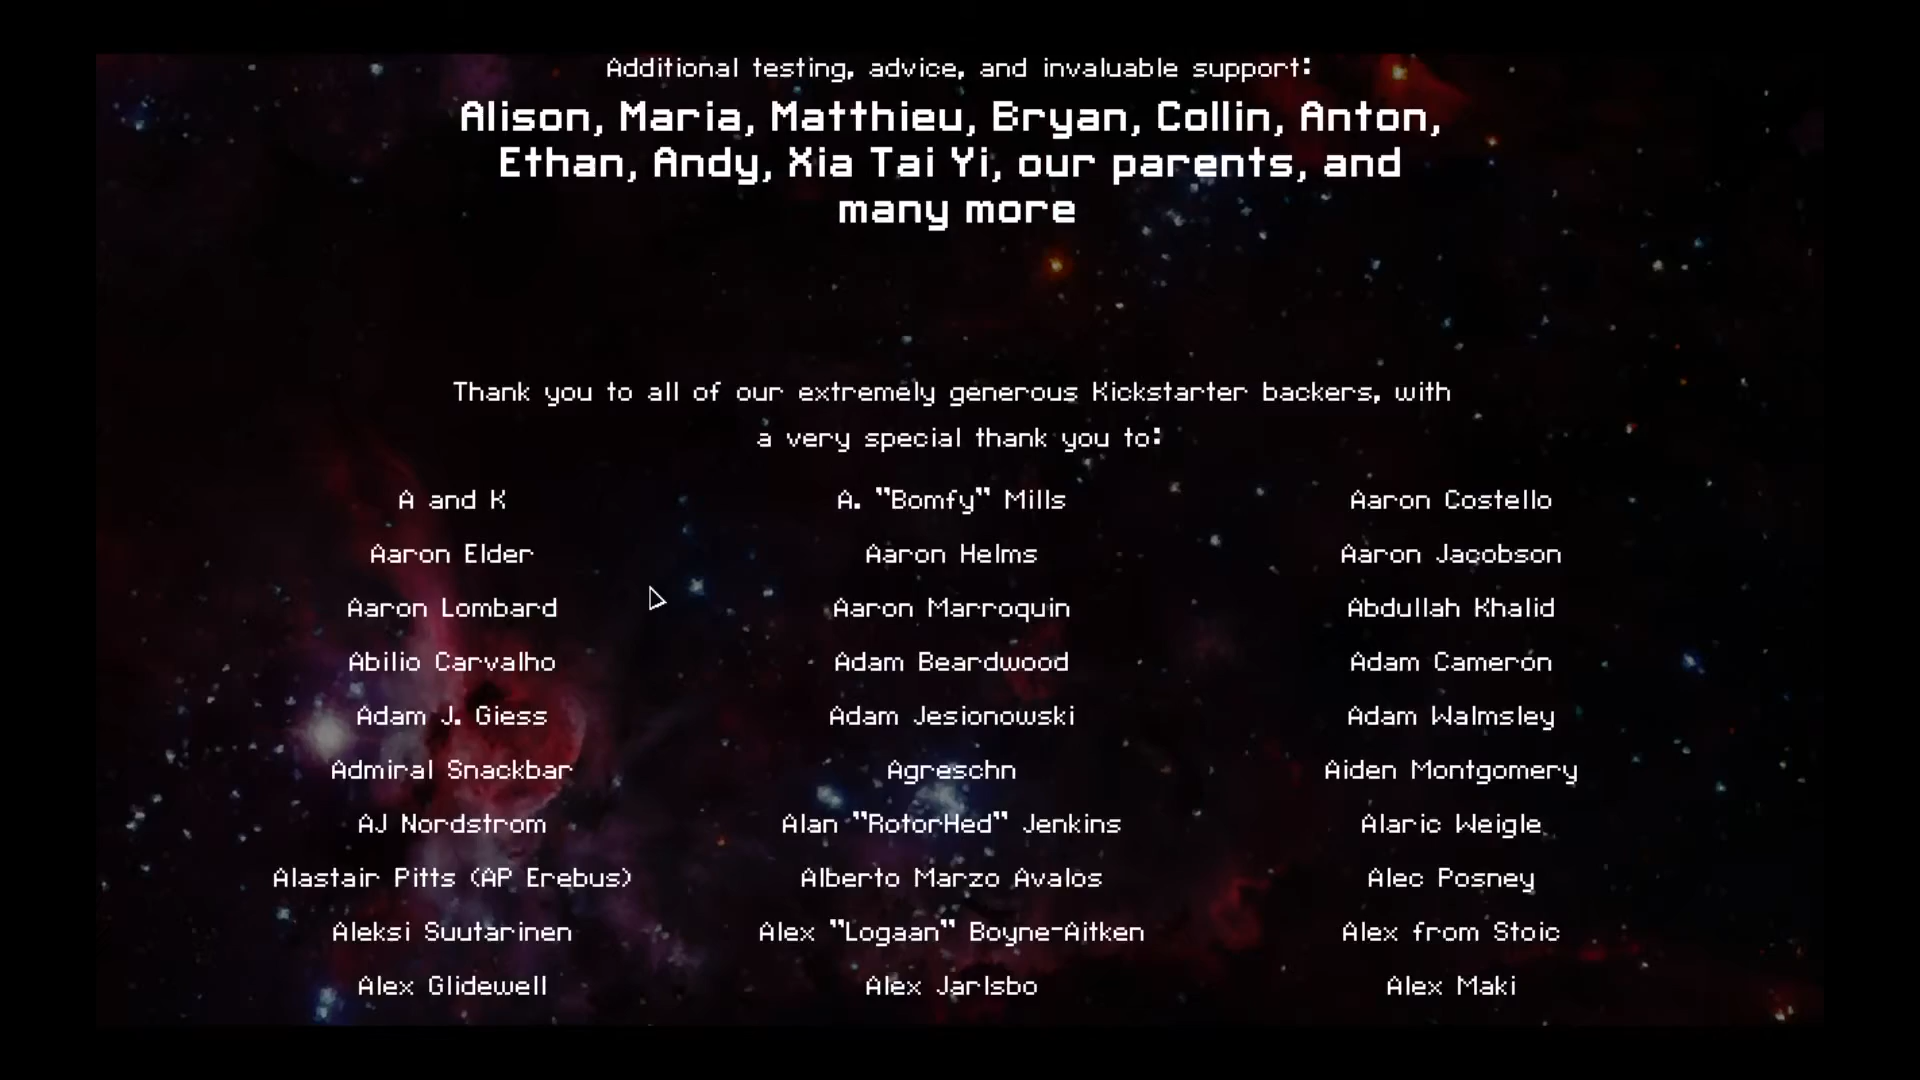 Additional testing, advice, and invaluable support:
Alison, Maria, Matthieu, Bryan, Collin, Anton,
Ethan, Andy, Xia Tai Yi, our parents, and
many more
Thank you to all of our extremely generous Kickstarter backers, with
a very special thank you to:
A and K A. "Bomfy" Mills Aaron Costello
Aaron Elder Aaron Helms Aaron Jacobson
Aaron Lombard Aaron Marroquin Abdullah Khalid
Abilio Carvalho Adam Beardwood Adam Cameron
Adam J. Giess Adam Jesionowski Adam Walmsley
Admiral Snackbar Agreschn Aiden Montgomery
AJ Nordstrom Alan "RotorHed" Jenkins Alaric Weigle
Alastair Pitts (AP Erebus) Alberto Marzo Avalos Alec Posney
Aleksi Suutarinen Alex "Logaan" Boyne-Aitken Alex from Stoic
Alex Glidewell Alex Jarlsbo Alex Maki